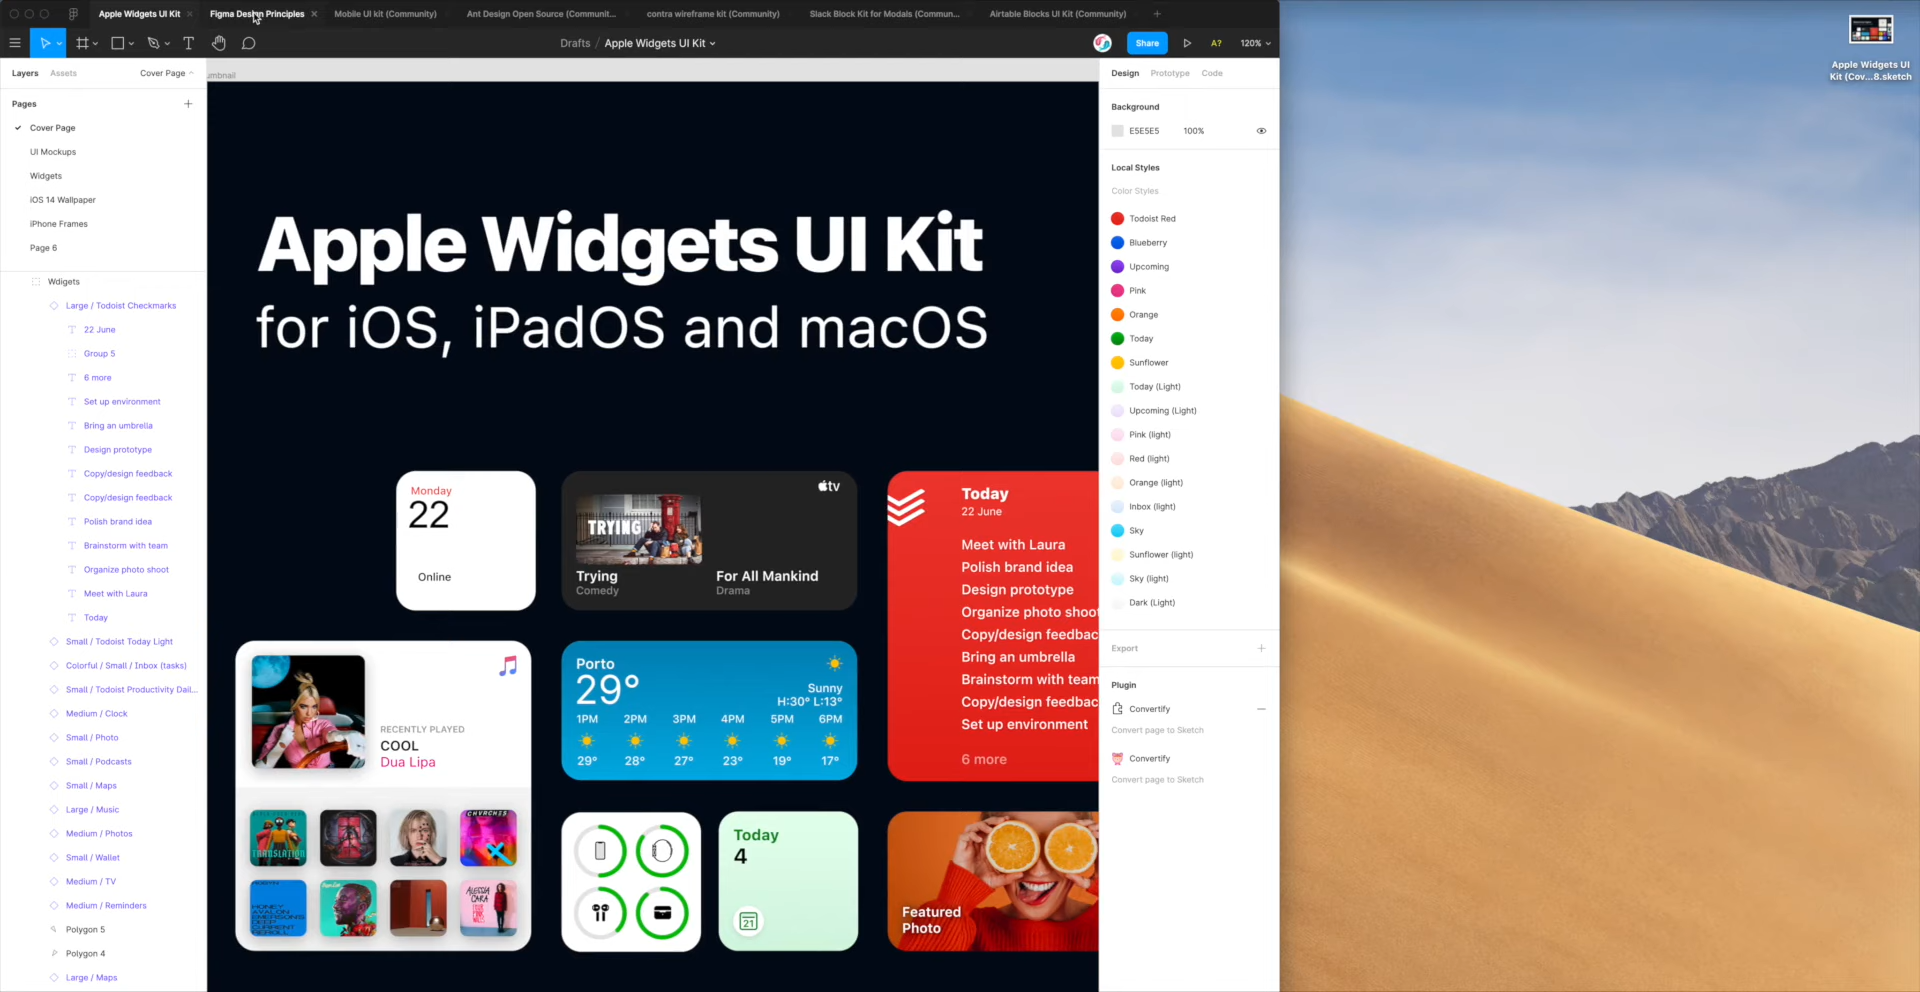 Apple Widgets UI Kit
Figma Design Principles
Mobile UI kit (Community)
Ant Design Open Source (Communit...
contra wireframe kit (Community)
Slack Block Kit for Modals (Commun...
Airtable Blocks UI Kit (Community)
Drafts / Apple Widgets UI Kit
Share
A?
120%
Layers
Assets
Cover Page
Pages
Cover Page
UI Mockups
Widgets
iOS 14 Wallpaper
iPhone Frames
Page 6
Wdigets
Large / Todoist Checkmarks
22 June
Group 5
6 more
Set up environment
Bring an umbrella
Design prototype
Copy/design feedback
Copy/design feedback
Polish brand idea
Brainstorm with team
Organize photo shoot
Meet with Laura
Today
Small / Todoist Today Light
Colorful / Small / Inbox (tasks)
Small / Todoist Productivity Dail...
Medium / Clock
Small / Photo
Small / Podcasts
Small / Maps
Large / Music
Medium / Photos
Small / Wallet
Medium / TV
Medium / Reminders
Polygon 5
Polygon 4
Large / Maps
umbnail
Apple Widgets UI Kit
for iOS, iPadOS and macOS
Monday
22
Online
tv
TRYING
Trying
Comedy
For All Mankind
Drama
Today
22 June
Meet with Laura
Polish brand idea
Design prototype
Organize photo shoot
Copy/design feedbac
Bring an umbrella
Brainstorm with team
Copy/design feedbac
Set up environment
6 more
RECENTLY PLAYED
COOL
Dua Lipa
CHVRCHES
TRANSLATION
ALESSIA
CARA
Porto
29°
Sunny
H:30° L:13°
1PM 2PM 3PM 4PM 5PM 6PM
29° 28° 27° 23° 19° 17°
Today
4
21
Featured
Photo
Design
Prototype
Code
Background
E5E5E5
100%
Local Styles
Color Styles
Todoist Red
Blueberry
Upcoming
Pink
Orange
Today
Sunflower
Today (Light)
Upcoming (Light)
Pink (light)
Red (light)
Orange (light)
Inbox (light)
Sky
Sunflower (light)
Sky (light)
Dark (Light)
Export
Plugin
Convertify
Convert page to Sketch
Convertify
Convert page to Sketch
Apple Widgets UI
Kit (Cov...8.sketch